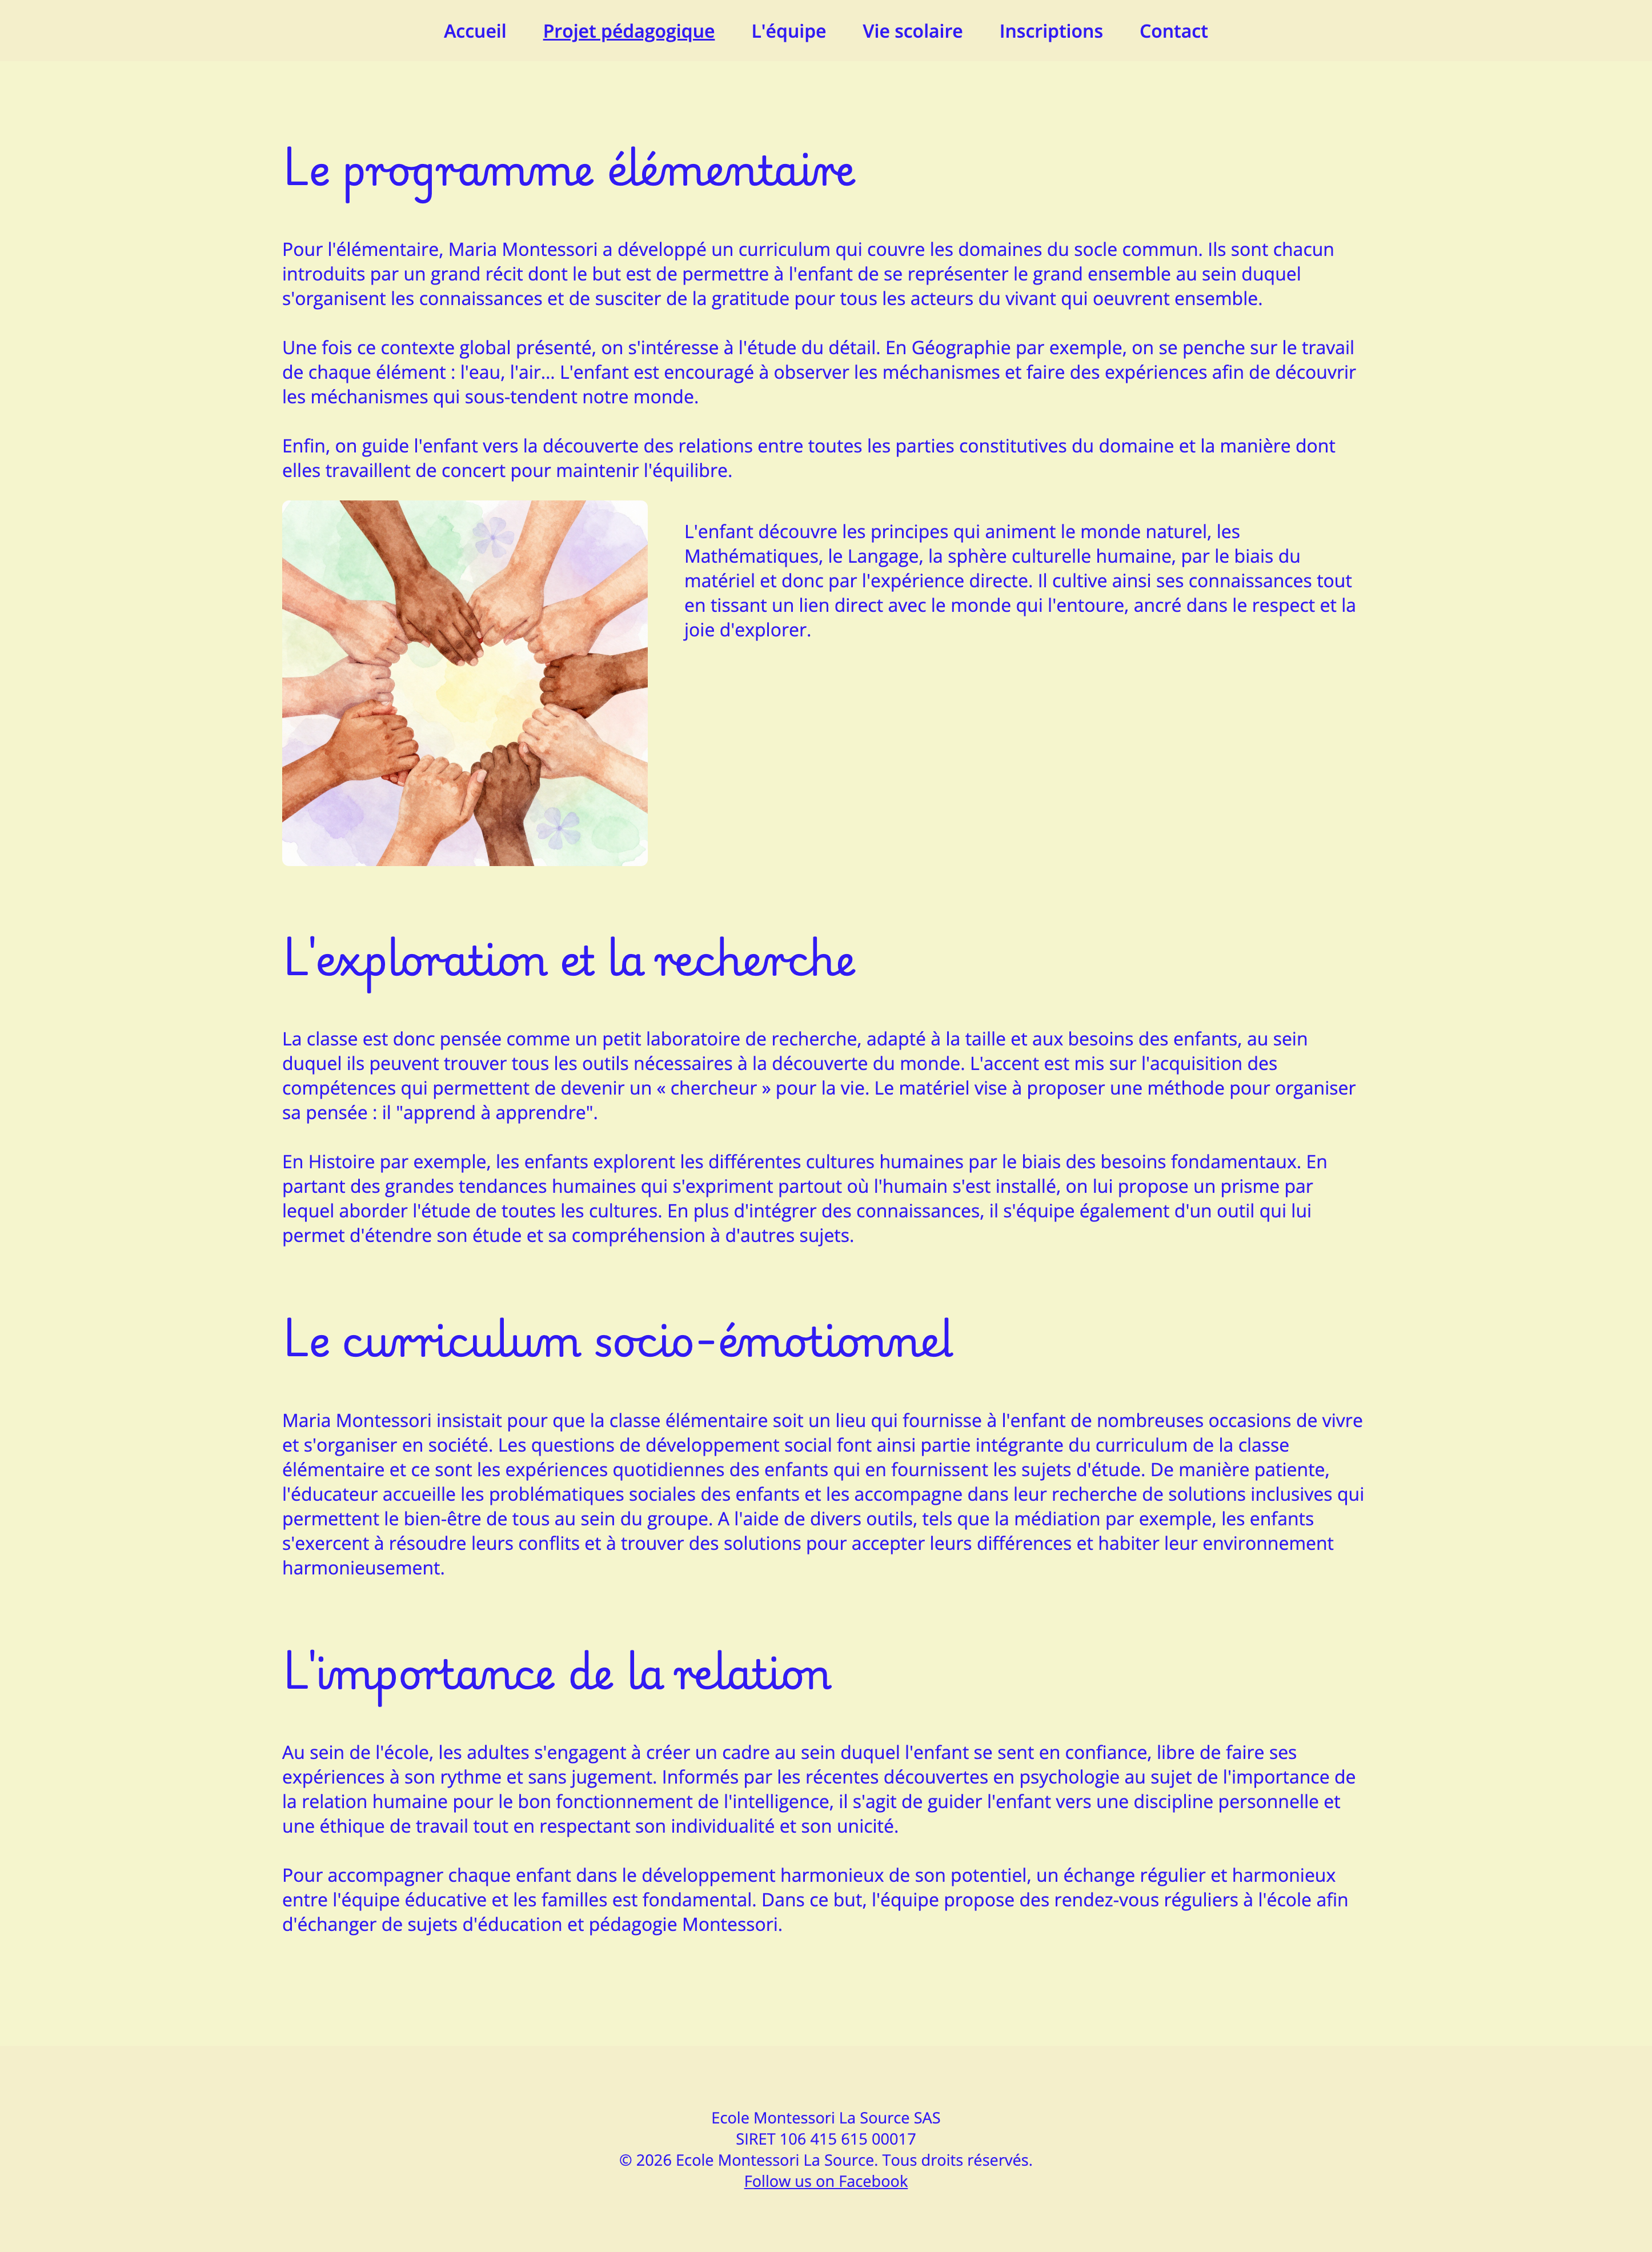 Accueil Projet pédagogique L'équipe Vie scolaire Inscriptions Contact
Le programme élémentaire
Pour l'élémentaire, Maria Montessori a développé un curriculum qui couvre les domaines du socle commun. Ils sont chacun
introduits par un grand récit dont le but est de permettre à l'enfant de se représenter le grand ensemble au sein duquel
s'organisent les connaissances et de susciter de la gratitude pour tous les acteurs du vivant qui oeuvrent ensemble.
Une fois ce contexte global présenté, on s'intéresse à l'étude du détail. En Géographie par exemple, on se penche sur le travail
de chaque élément : l'eau, l'air... L'enfant est encouragé à observer les méchanismes et faire des expériences afin de découvrir
les méchanismes qui sous-tendent notre monde.
Enfin, on guide l'enfant vers la découverte des relations entre toutes les parties constitutives du domaine et la manière dont
elles travaillent de concert pour maintenir l'équilibre.
L'enfant découvre les principes qui animent le monde naturel, les
Mathématiques, le Langage, la sphère culturelle humaine, par le biais du
matériel et donc par l'expérience directe. Il cultive ainsi ses connaissances tout
en tissant un lien direct avec le monde qui l'entoure, ancré dans le respect et la
joie d'explorer.
L'exploration et la recherche
La classe est donc pensée comme un petit laboratoire de recherche, adapté à la taille et aux besoins des enfants, au sein
duquel ils peuvent trouver tous les outils nécessaires à la découverte du monde. L'accent est mis sur l'acquisition des
compétences qui permettent de devenir un « chercheur » pour la vie. Le matériel vise à proposer une méthode pour organiser
sa pensée : il "apprend à apprendre".
En Histoire par exemple, les enfants explorent les différentes cultures humaines par le biais des besoins fondamentaux. En
partant des grandes tendances humaines qui s'expriment partout où l'humain s'est installé, on lui propose un prisme par
lequel aborder l'étude de toutes les cultures. En plus d'intégrer des connaissances, il s'équipe également d'un outil qui lui
permet d'étendre son étude et sa compréhension à d'autres sujets.
Le curriculum socio-émotionnel
Maria Montessori insistait pour que la classe élémentaire soit un lieu qui fournisse à l'enfant de nombreuses occasions de vivre
et s'organiser en société. Les questions de développement social font ainsi partie intégrante du curriculum de la classe
élémentaire et ce sont les expériences quotidiennes des enfants qui en fournissent les sujets d'étude. De manière patiente,
l'éducateur accueille les problématiques sociales des enfants et les accompagne dans leur recherche de solutions inclusives qui
permettent le bien-être de tous au sein du groupe. A l'aide de divers outils, tels que la médiation par exemple, les enfants
s'exercent à résoudre leurs conflits et à trouver des solutions pour accepter leurs différences et habiter leur environnement
harmonieusement.
L'importance de la relation
Au sein de l'école, les adultes s'engagent à créer un cadre au sein duquel l'enfant se sent en confiance, libre de faire ses
expériences à son rythme et sans jugement. Informés par les récentes découvertes en psychologie au sujet de l'importance de
la relation humaine pour le bon fonctionnement de l'intelligence, il s'agit de guider l'enfant vers une discipline personnelle et
une éthique de travail tout en respectant son individualité et son unicité.
Pour accompagner chaque enfant dans le développement harmonieux de son potentiel, un échange régulier et harmonieux
entre l'équipe éducative et les familles est fondamental. Dans ce but, l'équipe propose des rendez-vous réguliers à l'école afin
d'échanger de sujets d'éducation et pédagogie Montessori.
Ecole Montessori La Source SAS
SIRET 106 415 615 00017
© 2026 Ecole Montessori La Source. Tous droits réservés.
Follow us on Facebook